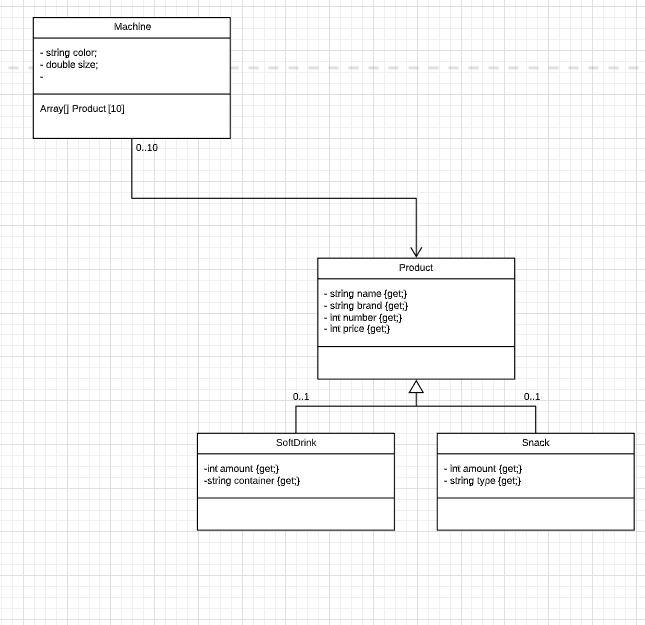 Machine
- string color;
- double size;
-
Array[] Product [10]
0..10
Product
- string name {get;}
- string brand {get;}
- int number {get;}
- int price {get;}
0..1
0..1
SoftDrink
-int amount {get;}
-string container {get;}
Snack
- int amount {get;}
- string type {get;}